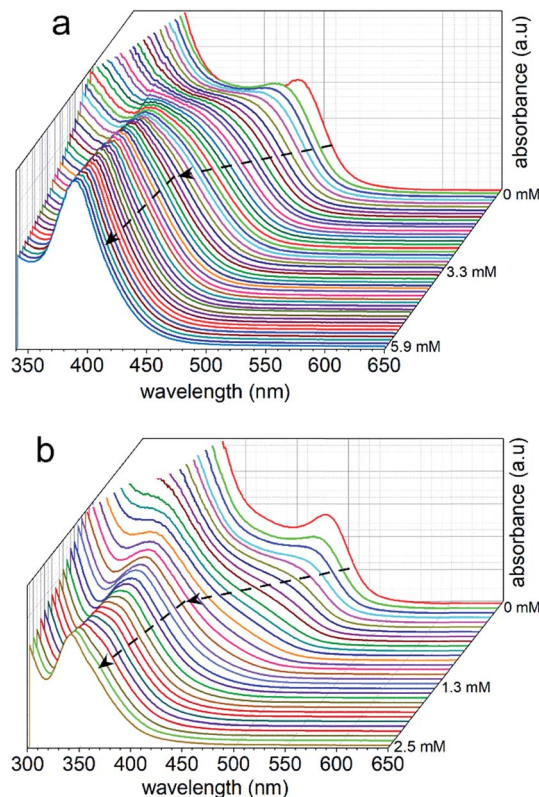 a
absorbance (a.u)
0 mM
3.3 mM
5.9 mM
350 400 450 500 550 600 650
wavelength (nm)
b
absorbance (a.u)
0 mM
1.3 mM
2.5 mM
300 350 400 450 500 550 600 650
wavelength (nm)